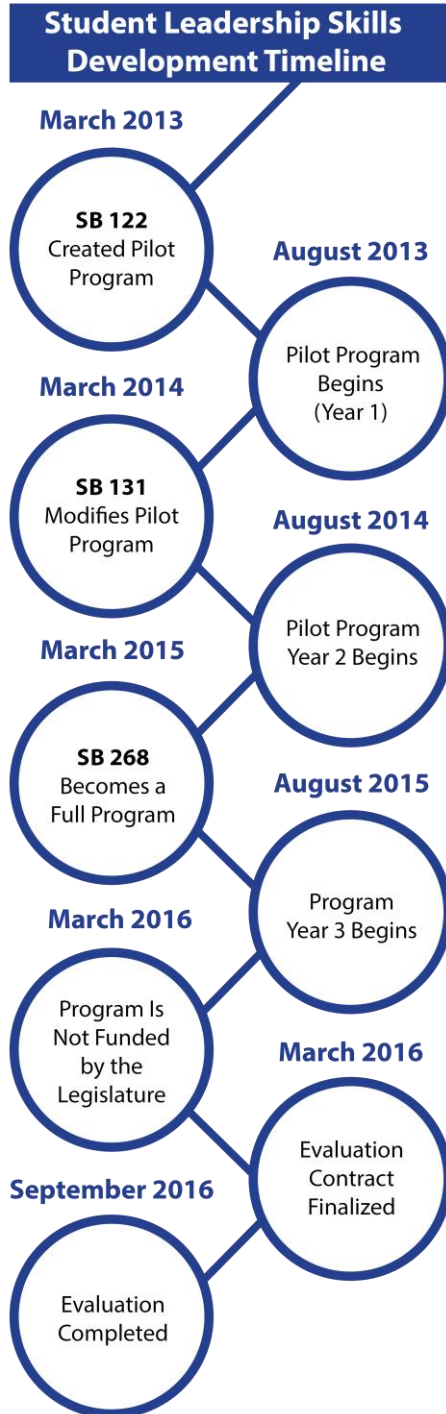 Student Leadership Skills
Development Timeline
March 2013
SB 122
Created Pilot
Program
August 2013
Pilot Program
Begins
(Year 1)
March 2014
SB 131
Modifies Pilot
Program
August 2014
Pilot Program
Year 2 Begins
March 2015
SB 268
Becomes a
Full Program
August 2015
Program
Year 3 Begins
March 2016
Program Is
Not Funded
by the
Legislature
March 2016
Evaluation
Contract
Finalized
September 2016
Evaluation
Completed